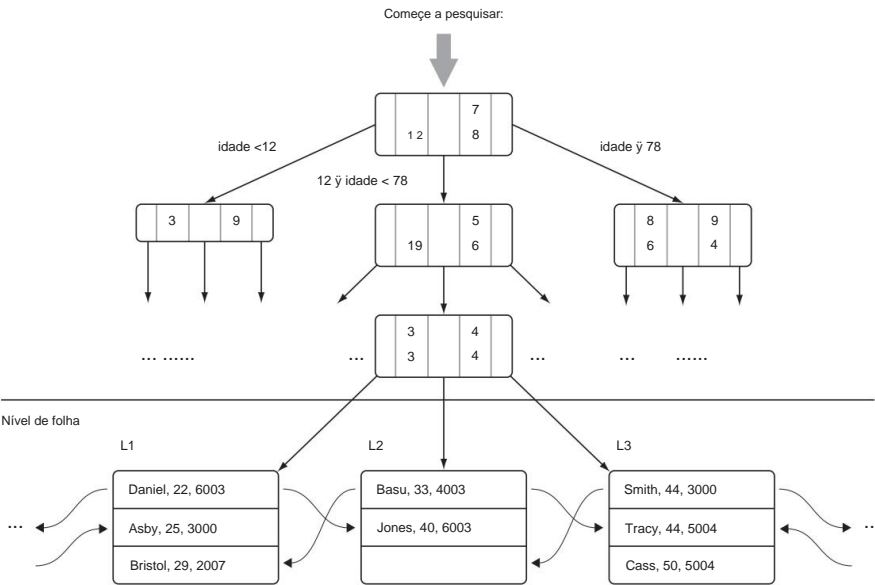 Começe a pesquisar:
7
1 2 8
idade <12
idade ÿ 78
12 ÿ idade < 78
3 9
5
19 6
8 9
6 4
3 4
3 4
... ......
...
...
...
......
Nível de folha
L1 L2 L3
Daniel, 22, 6003
Asby, 25, 3000
Bristol, 29, 2007
Basu, 33, 4003
Jones, 40, 6003
Smith, 44, 3000
Tracy, 44, 5004
Cass, 50, 5004
...
..